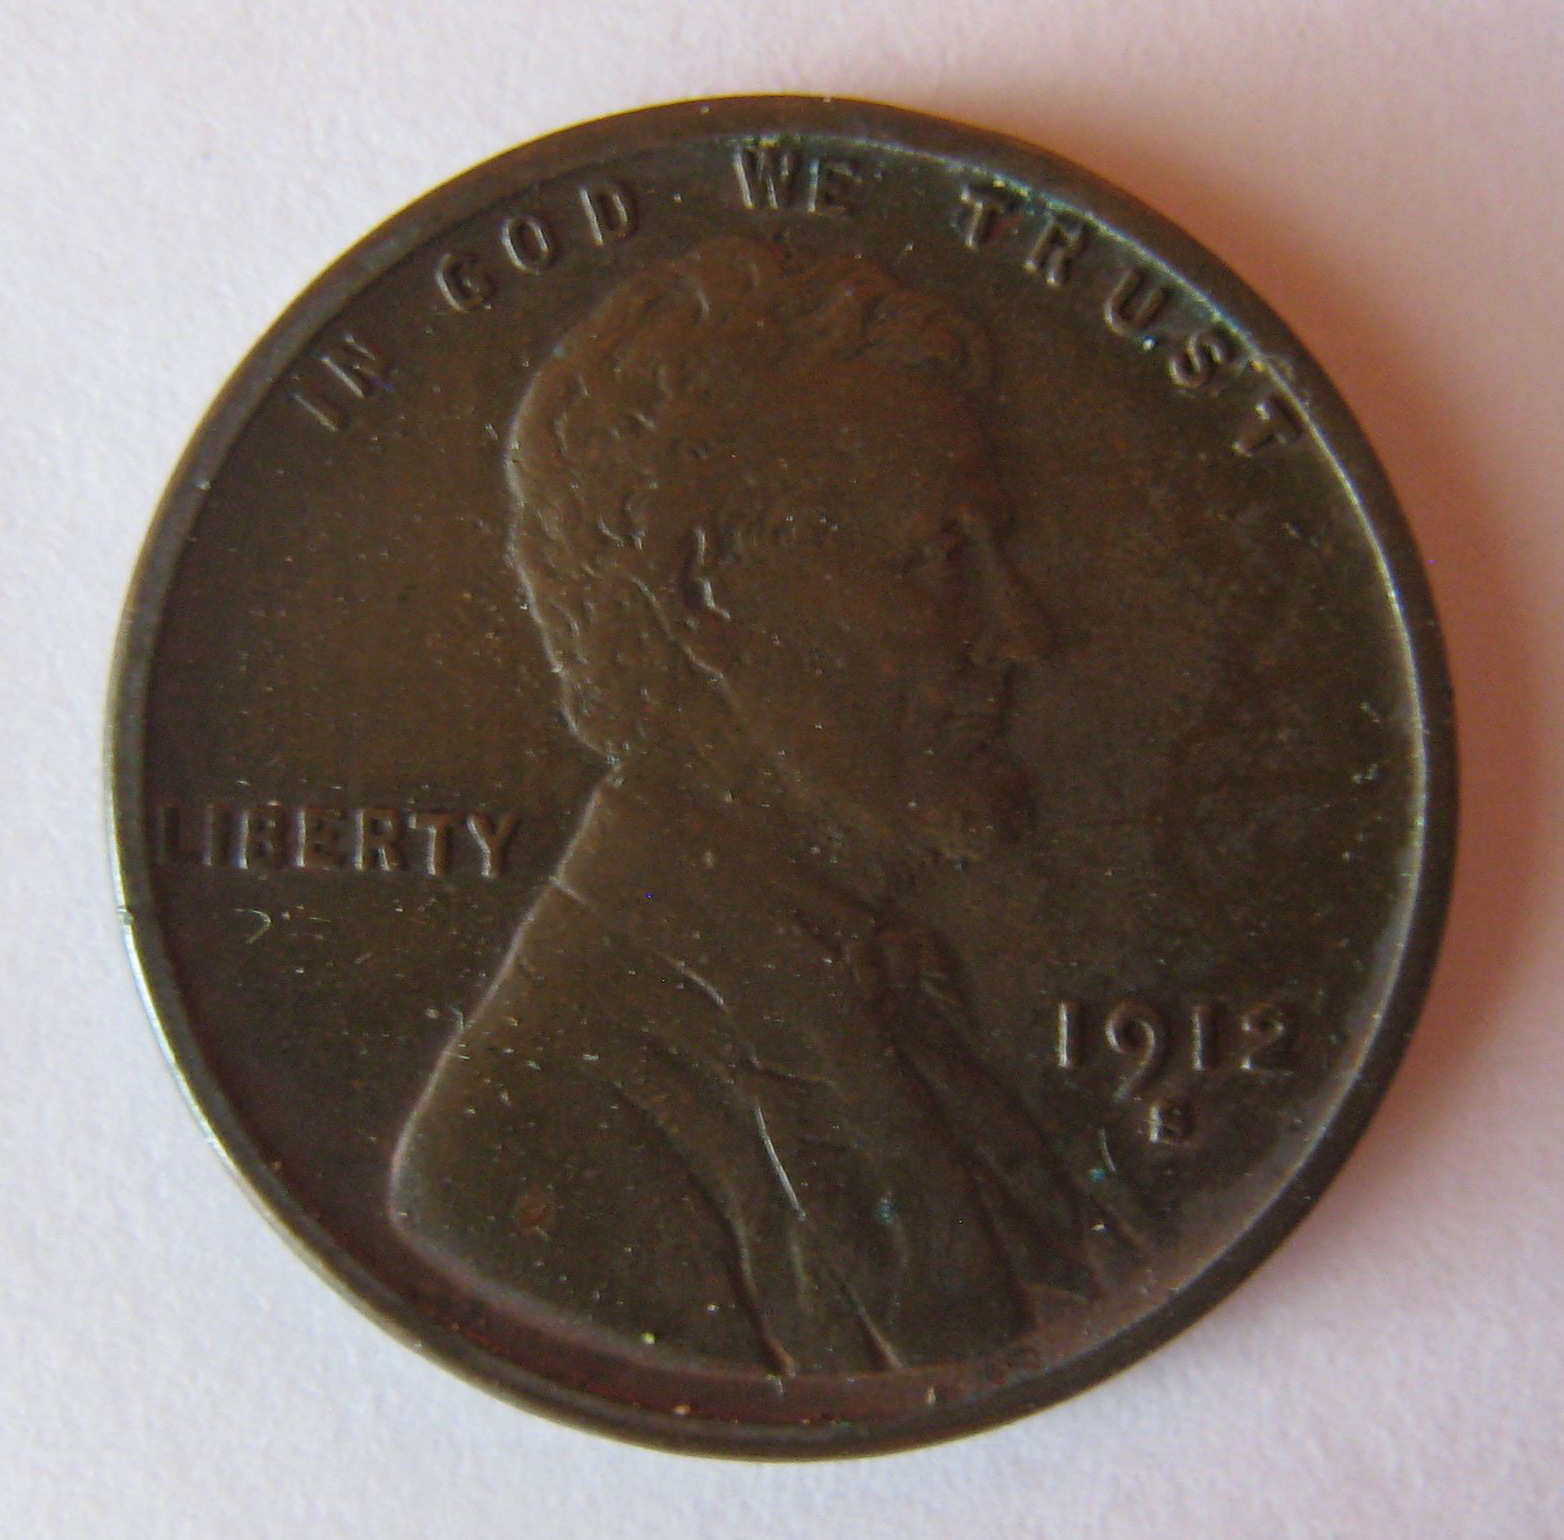 IN GOD WE TRUST
LIBERTY
1912
S